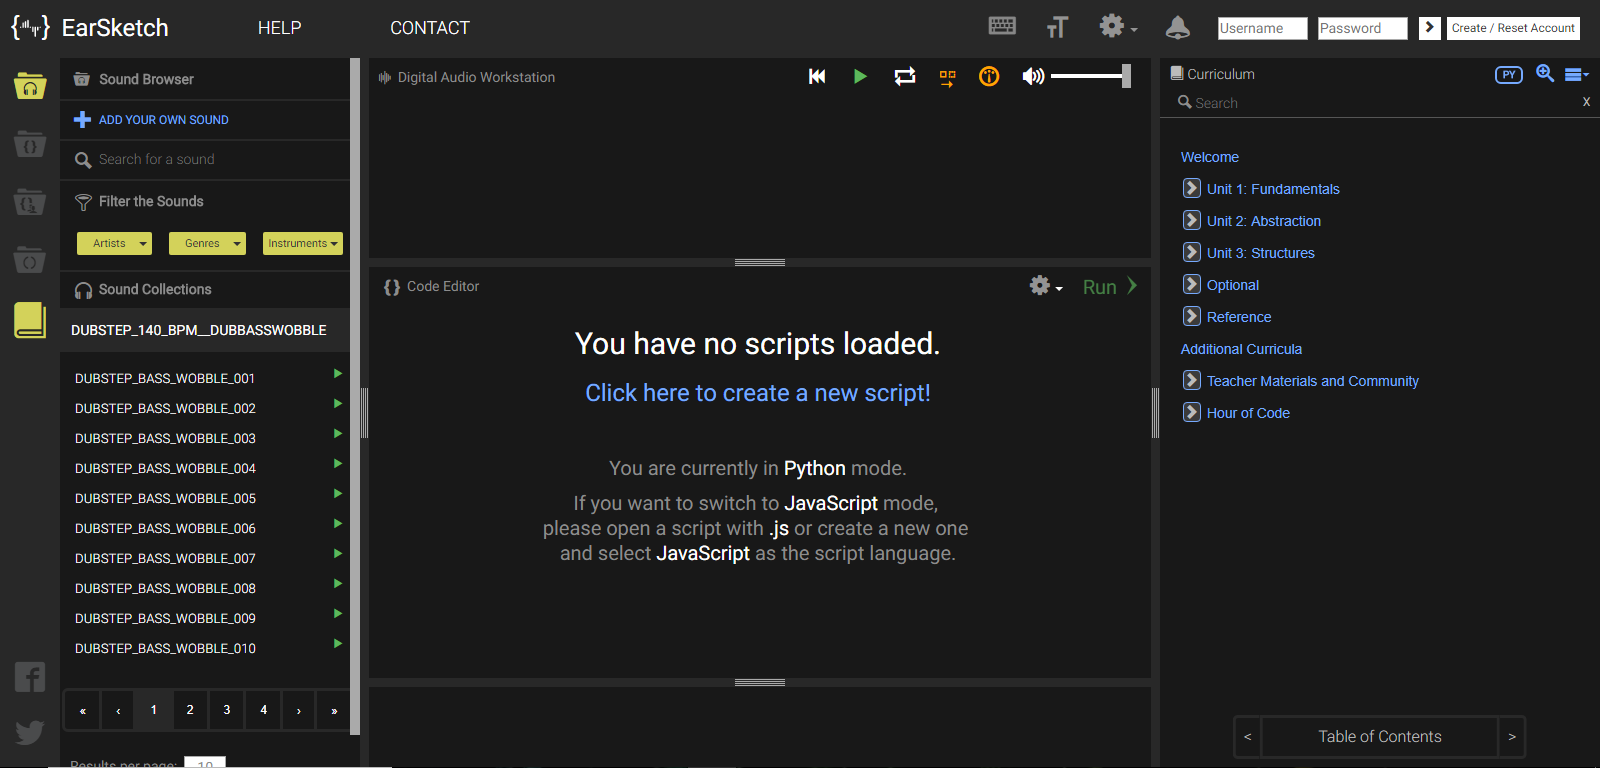 EarSketch
HELP
CONTACT
Username
Password
Create / Reset Account
Sound Browser
ADD YOUR OWN SOUND
Search for a sound
Filter the Sounds
Artists
Genres
Instruments
Sound Collections
DUBSTEP_140_BPM__DUBBASSWOBBLE
DUBSTEP_BASS_WOBBLE_001
DUBSTEP_BASS_WOBBLE_002
DUBSTEP_BASS_WOBBLE_003
DUBSTEP_BASS_WOBBLE_004
DUBSTEP_BASS_WOBBLE_005
DUBSTEP_BASS_WOBBLE_006
DUBSTEP_BASS_WOBBLE_007
DUBSTEP_BASS_WOBBLE_008
DUBSTEP_BASS_WOBBLE_009
DUBSTEP_BASS_WOBBLE_010
« ‹ 1 2 3 4 › »
Results per page: 10
Digital Audio Workstation
{} Code Editor
Run
You have no scripts loaded.
Click here to create a new script!
You are currently in Python mode.
If you want to switch to JavaScript mode,
please open a script with .js or create a new one
and select JavaScript as the script language.
Curriculum
PY
Search
X
Welcome
Unit 1: Fundamentals
Unit 2: Abstraction
Unit 3: Structures
Optional
Reference
Additional Curricula
Teacher Materials and Community
Hour of Code
< Table of Contents >